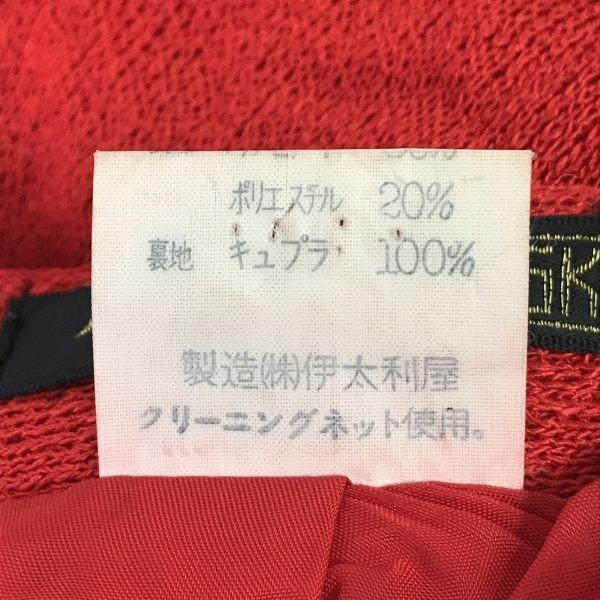 ポリエステル 20%
裏地 キュプラ 100%
SK
製造(株)伊太利屋
クリーニングネット使用。